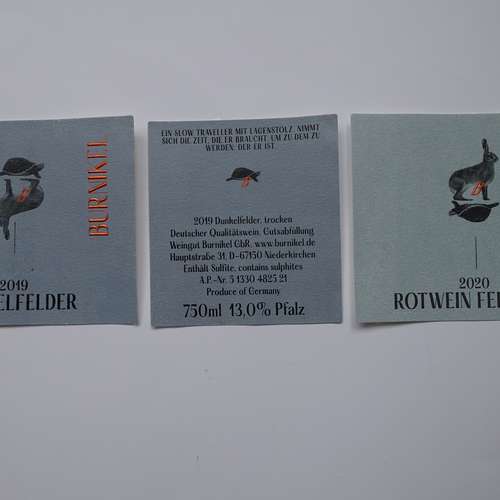 BURNIKEL
2019
ELFELDER
EIN SLOW TRAVELLER MIT LAGENSTOLZ, NIMMT
SICH DIE ZEIT, DIE ER BRAUCHT, UM ZU DEM ZU
WERDEN, DER ER IST.
2019 Dunkelfelder, trocken
Deutscher Qualitätswein, Gutsabfüllung,
Weingut Burnikel GbR, www.burnikel.de
Hauptstraße 31, D-67150 Niederkirchen
Enthält Sulfite, contains sulphites
A.P.-Nr. 5 1330 4825 21
Produce of Germany
750ml 13,0% Pfalz
2020
ROTWEIN FE